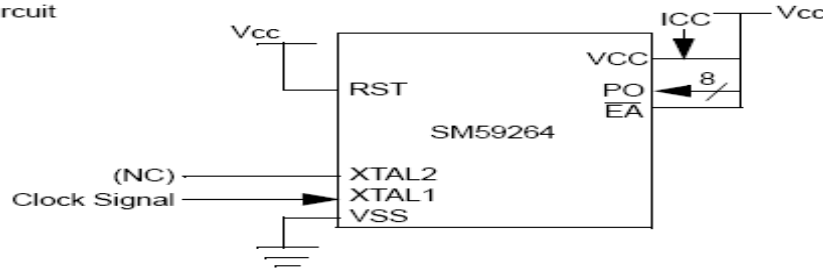 rcuit
Vcc
ICC
Vcc
VCC
RST
8
PO
EA
SM59264
(NC)
XTAL2
Clock Signal
XTAL1
VSS